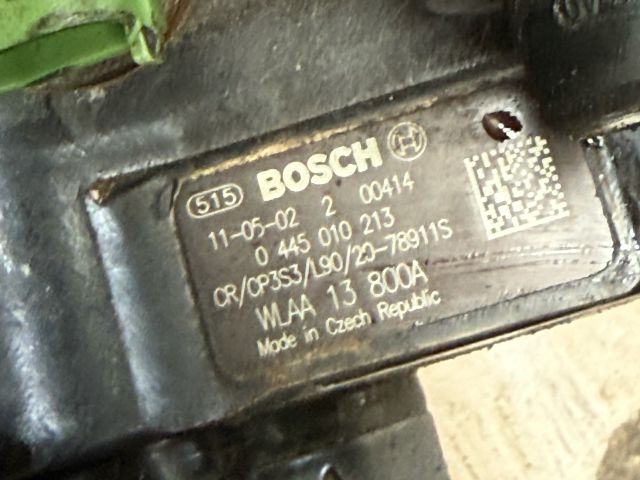 515 BOSCH
11-05-02 2 00414
0 445 010 213
CR/CP3S3/L90/20-78911S
WLAA 13 800A
Made in Czech Republic